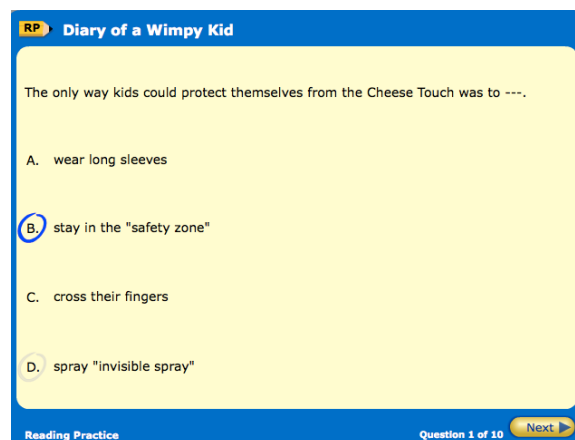 RP Diary of a Wimpy Kid
The only way kids could protect themselves from the Cheese Touch was to ---.
A. wear long sleeves
B. stay in the "safety zone"
C. cross their fingers
D. spray "invisible spray"
Reading Practice Question 1 of 10 Next